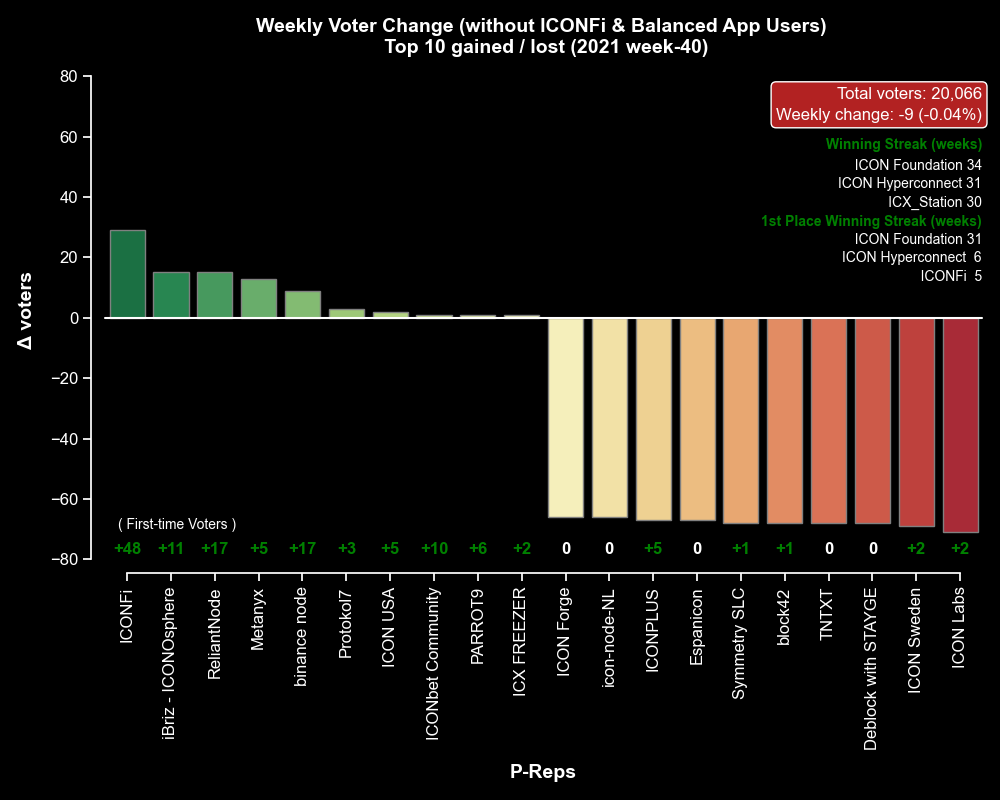 Weekly Voter Change (without ICONFi & Balanced App Users)
Top 10 gained / lost (2021 week-40)
Total voters: 20,066
Weekly change: -9 (-0.04%)
Winning Streak (weeks)
ICON Foundation 34
ICON Hyperconnect 31
ICX_Station 30
1st Place Winning Streak (weeks)
ICON Foundation 31
ICON Hyperconnect 6
ICONFi 5
Δ voters
80
60
40
20
0
−20
−40
−60
−80
( First-time Voters )
+48 +11 +17 +5 +17 +3 +5 +10 +6 +2 0 0 +5 0 +1 +1 0 0 +2 +2
ICONFi
iBriz - ICONOsphere
ReliantNode
Metanyx
binance node
Protokol7
ICON USA
ICONbet Community
PARROT9
ICX FREEZER
ICON Forge
icon-node-NL
ICONPLUS
Espanicon
Symmetry SLC
block42
TNTXT
Deblock with STAYGE
ICON Sweden
ICON Labs
P-Reps